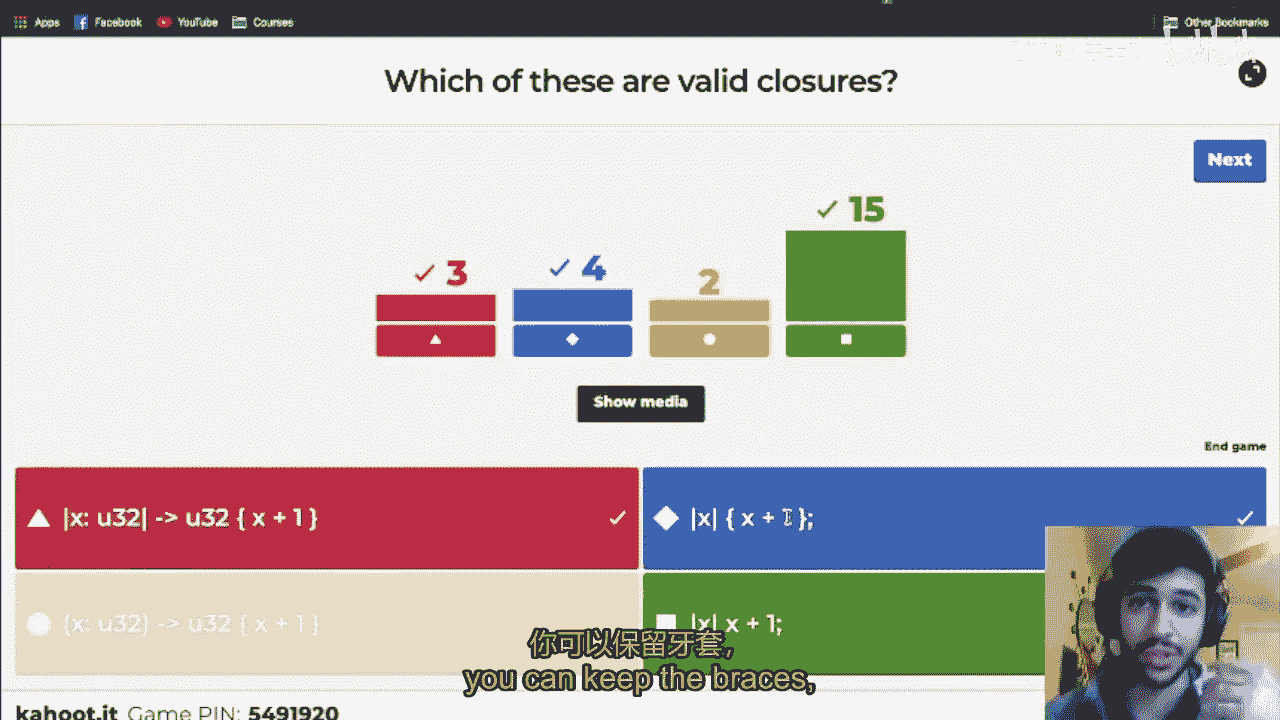 Apps Facebook YouTube Courses Other Bookmarks
Which of these are valid closures?
Next
3 4 2 15
Show media
End game
|x: u32| -> u32 { x + 1 }
|x| { x + 1 };
(x: u32) -> u32 { x + 1 }
|x| x + 1;
你可以保留牙套，
you can keep the braces,
kahoot.it Game PIN: 5491920